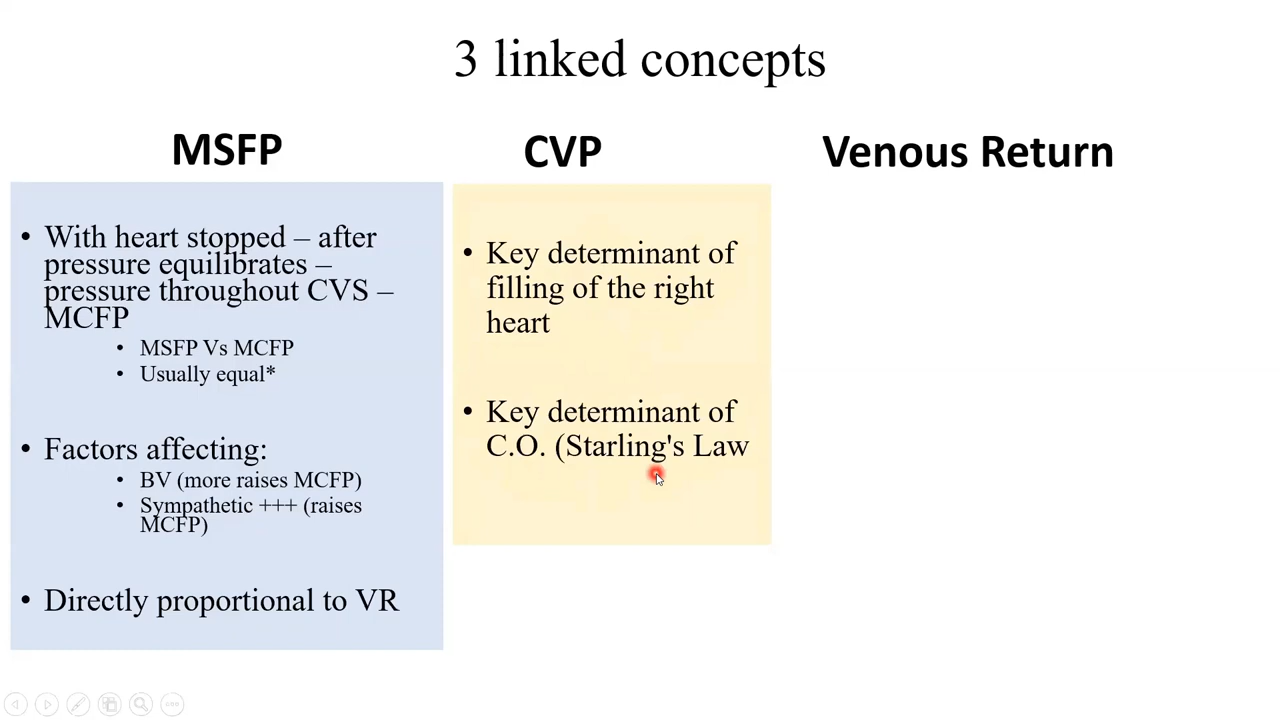 3 linked concepts
MSFP
CVP
Venous Return
• With heart stopped – after
pressure equilibrates –
pressure throughout CVS –
MCFP
• MSFP Vs MCFP
• Usually equal*
• Factors affecting:
• BV (more raises MCFP)
• Sympathetic +++ (raises
MCFP)
• Directly proportional to VR
• Key determinant of
filling of the right
heart
• Key determinant of
C.O. (Starling's Law